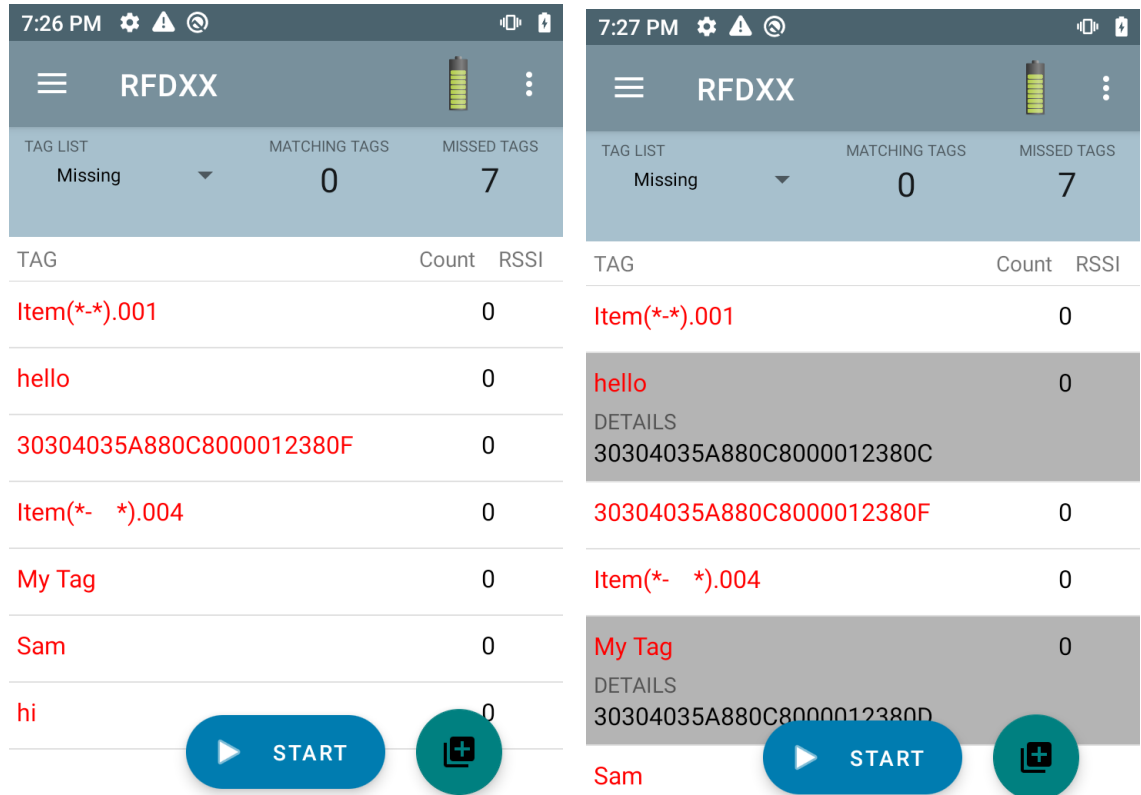 7:26 PM
RFDXX
TAG LIST MATCHING TAGS MISSED TAGS
Missing 0 7
TAG Count RSSI
Item(*-*).001 0
hello 0
30304035A880C8000012380F 0
Item(*-   *).004 0
My Tag 0
Sam 0
hi 0
START
7:27 PM
RFDXX
TAG LIST MATCHING TAGS MISSED TAGS
Missing 0 7
TAG Count RSSI
Item(*-*).001 0
hello 0
DETAILS
30304035A880C8000012380C
30304035A880C8000012380F 0
Item(*-   *).004 0
My Tag 0
DETAILS
30304035A880C8000012380D
START
Sam